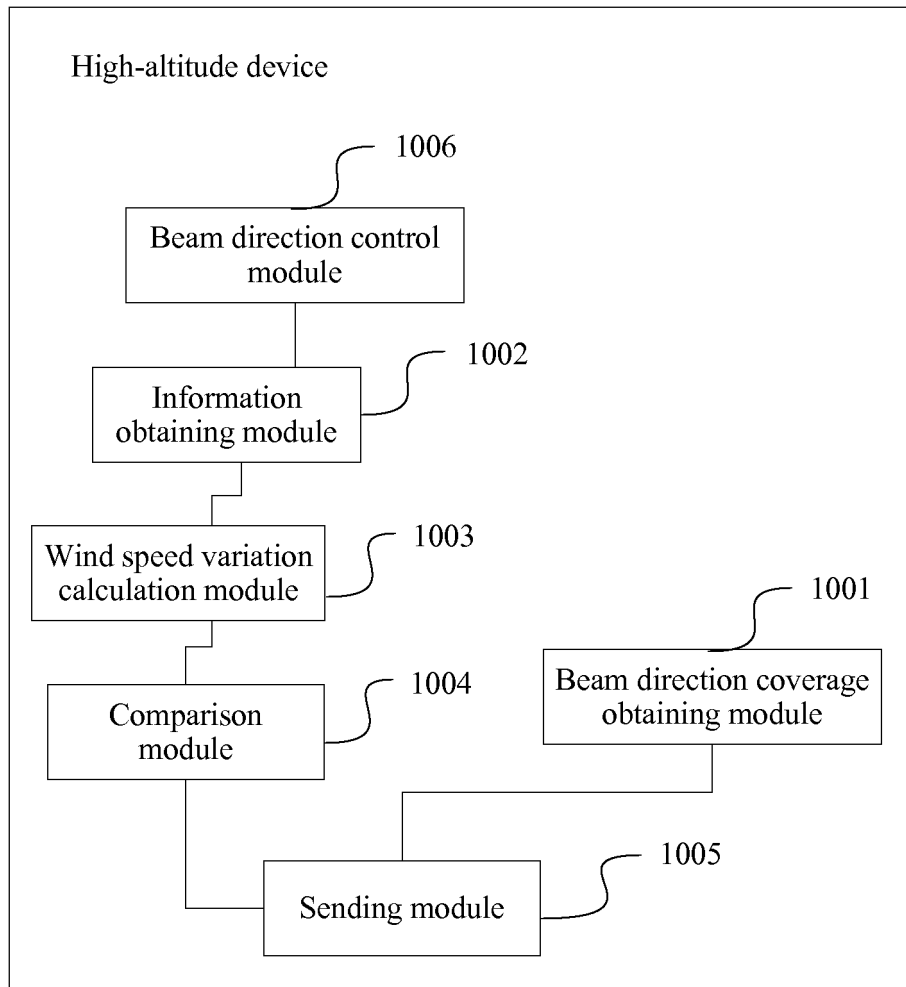 High-altitude device
1006
Beam direction control
module
1002
Information
obtaining module
1003
Wind speed variation
calculation module
1001
Beam direction coverage
obtaining module
1004
Comparison
module
1005
Sending module